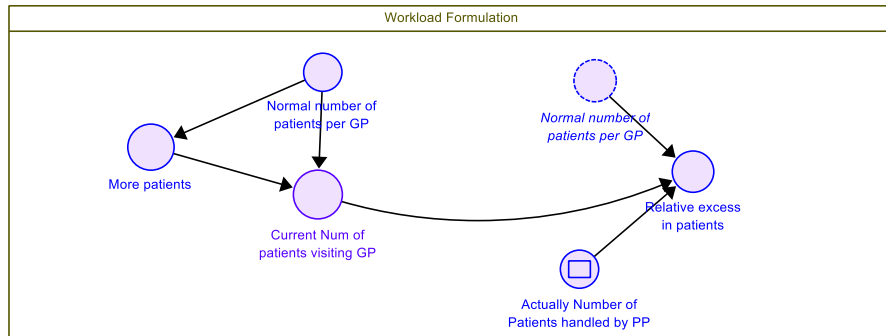 Workload Formulation
Normal number of
patients per GP
Normal number of
patients per GP
More patients
Relative excess
in patients
Current Num of
patients visiting GP
Actually Number of
Patients handled by PP